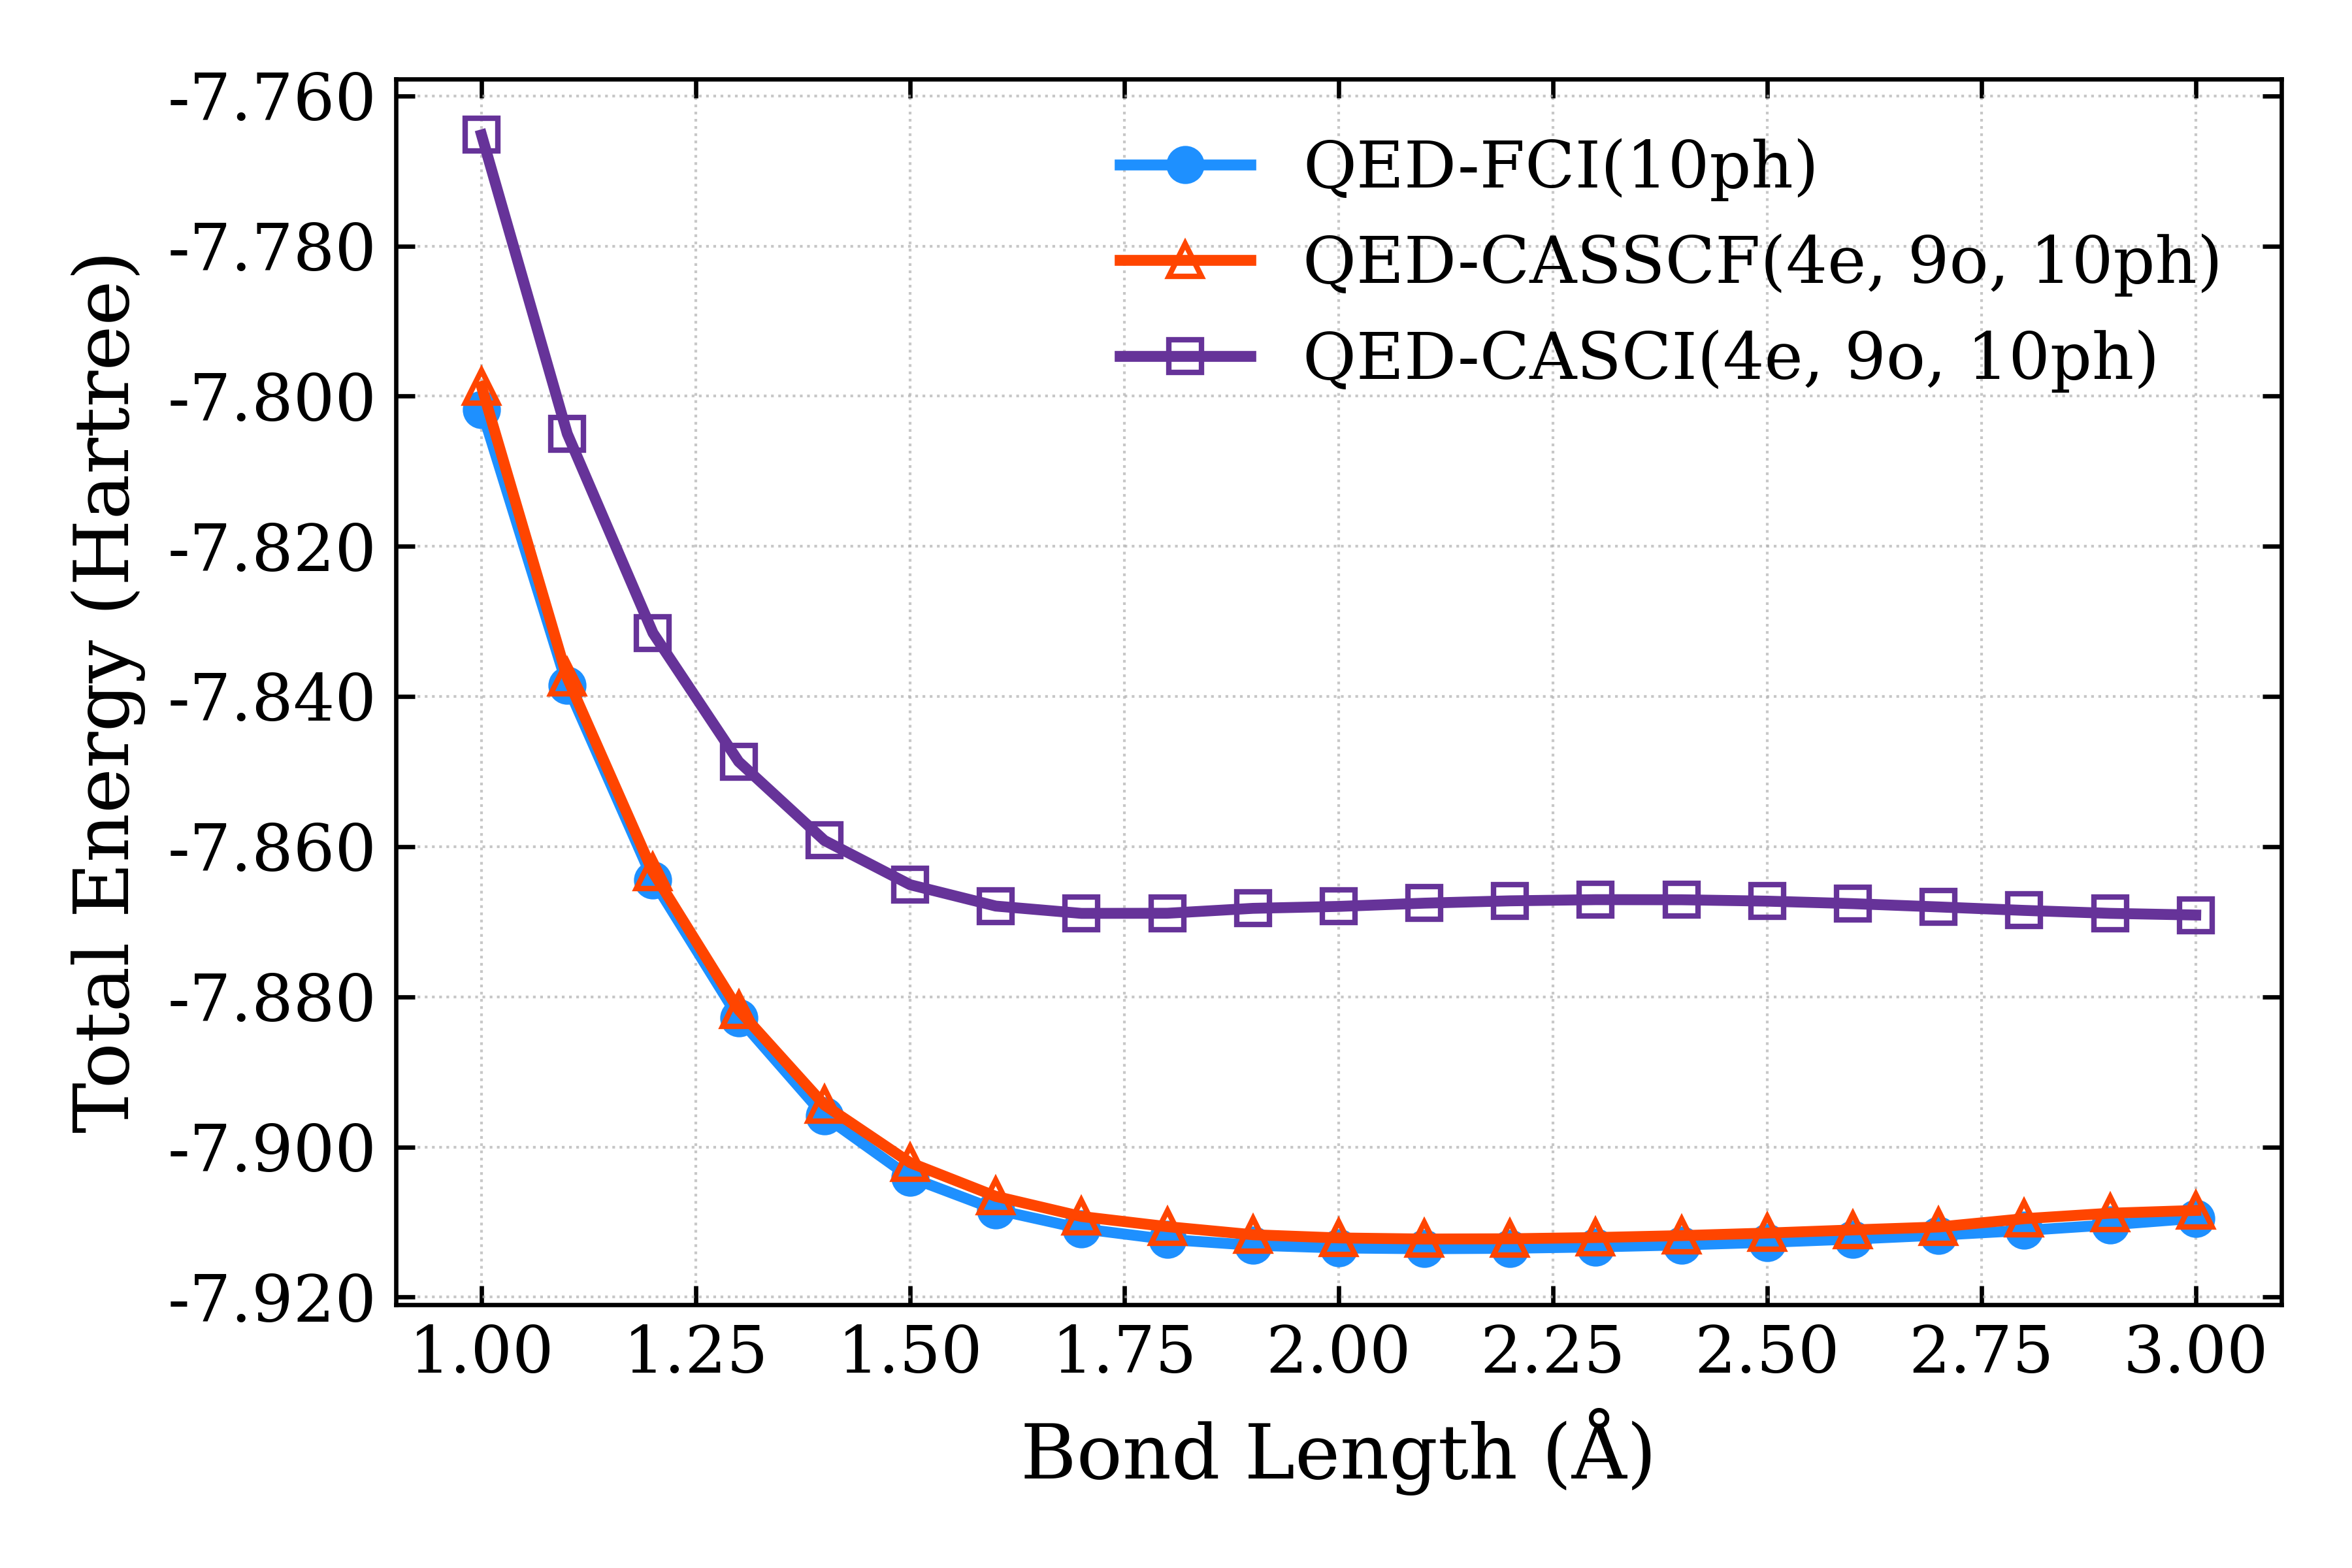 Total Energy (Hartree)
-7.760
-7.780
-7.800
-7.820
-7.840
-7.860
-7.880
-7.900
-7.920
QED-FCI(10ph)
QED-CASSCF(4e, 9o, 10ph)
QED-CASCI(4e, 9o, 10ph)
1.00 1.25 1.50 1.75 2.00 2.25 2.50 2.75 3.00
Bond Length (Å)